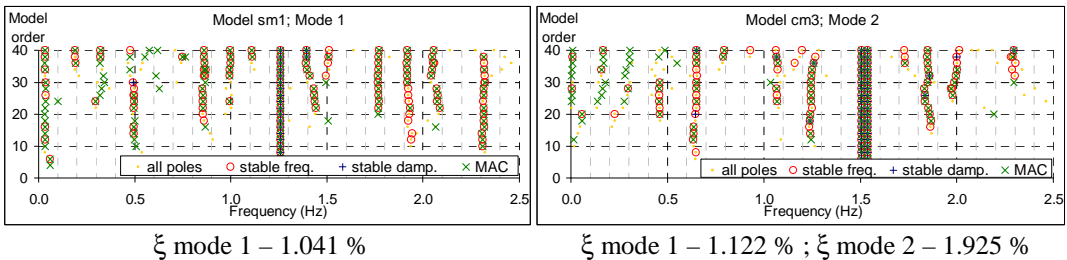 Model order
Model sm1; Mode 1
40
30
20
10
0
all poles
stable freq.
stable damp.
MAC
0.0 0.5 1.0 1.5 2.0 2.5
Frequency (Hz)
ξ mode 1 – 1.041 %
Model order
Model cm3; Mode 2
40
30
20
10
0
all poles
stable freq.
stable damp.
MAC
0.0 0.5 1.0 1.5 2.0 2.5
Frequency (Hz)
ξ mode 1 – 1.122 % ; ξ mode 2 – 1.925 %